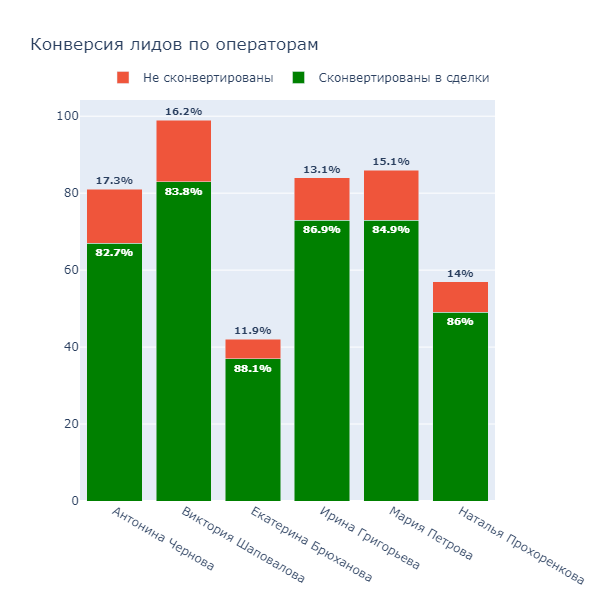 Конверсия лидов по операторам
Не сконвертированы Сконвертированы в сделки
100
80
60
40
20
0
17.3%
82.7%
16.2%
83.8%
11.9%
88.1%
13.1%
86.9%
15.1%
84.9%
14%
86%
Антонина Чернова
Виктория Шаповалова
Екатерина Брюханова
Ирина Григорьева
Мария Петрова
Наталья Прохоренкова